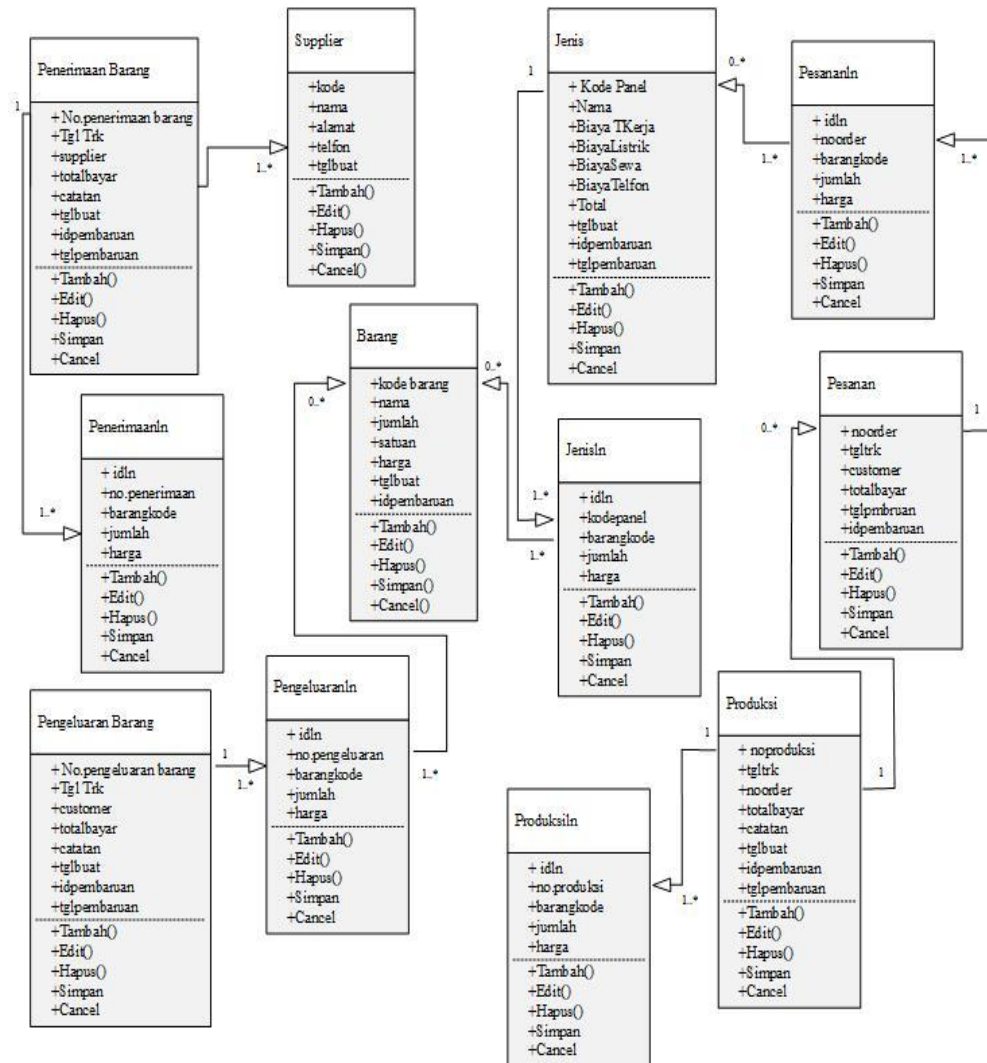 Penerimaan Barang
+ No.penerimaan barang
+ Tgl Trk
+supplier
+totalbayar
+catatan
+tglbuat
+idpembaruan
+tglpembaruan
+Tambah()
+Edit()
+Hapus()
+Simpan
+Cancel
1
1..*
Supplier
+kode
+nama
+alamat
+telfon
+tglbuat
+Tambah()
+Edit()
+Hapus()
+Simpan()
+Cancel()
1..*
Jenis
+ Kode Panel
+Nama
+Biaya TKerja
+BiayaListrik
+BiayaSewa
+BiayaTelfon
+Total
+tglbuat
+idpembaruan
+tglpembaruan
+Tambah()
+Edit()
+Hapus()
+Simpan
+Cancel
1
0..*
1..*
Pesananln
+ idln
+noorder
+barangkode
+jumlah
+harga
+Tambah()
+Edit()
+Hapus()
+Simpan
+Cancel
1..*
Barang
+kode barang
+nama
+jumlah
+satuan
+harga
+tglbuat
+idpembaruan
+Tambah()
+Edit()
+Hapus()
+Simpan()
+Cancel()
0..*
0..*
Penerimaanln
+ idln
+no.penerimaan
+barangkode
+jumlah
+harga
+Tambah()
+Edit()
+Hapus()
+Simpan
+Cancel
Jenisln
+ idln
+kodepanel
+barangkode
+jumlah
+harga
+Tambah()
+Edit()
+Hapus()
+Simpan
+Cancel
1..*
1..*
Pesanan
+ noorder
+tgltrk
+customer
+totalbayar
+tglpmbruan
+idpembaruan
+Tambah()
+Edit()
+Hapus()
+Simpan
+Cancel
0..*
1
Pengeluaran Barang
+ No.pengeluaran barang
+Tgl Trk
+customer
+totalbayar
+catatan
+tglbuat
+idpembaruan
+tglpembaruan
+Tambah()
+Edit()
+Hapus()
+Simpan
+Cancel
1
1..*
Pengeluaranln
+ idln
+no.pengeluaran
+barangkode
+jumlah
+harga
+Tambah()
+Edit()
+Hapus()
+Simpan
+Cancel
1..*
Produksiln
+ idln
+no.produksi
+barangkode
+jumlah
+harga
+Tambah()
+Edit()
+Hapus()
+Simpan
+Cancel
1..*
1
Produksi
+ noproduksi
+tgltrk
+noorder
+totalbayar
+catatan
+tglbuat
+idpembaruan
+tglpembaruan
+Tambah()
+Edit()
+Hapus()
+Simpan
+Cancel
1